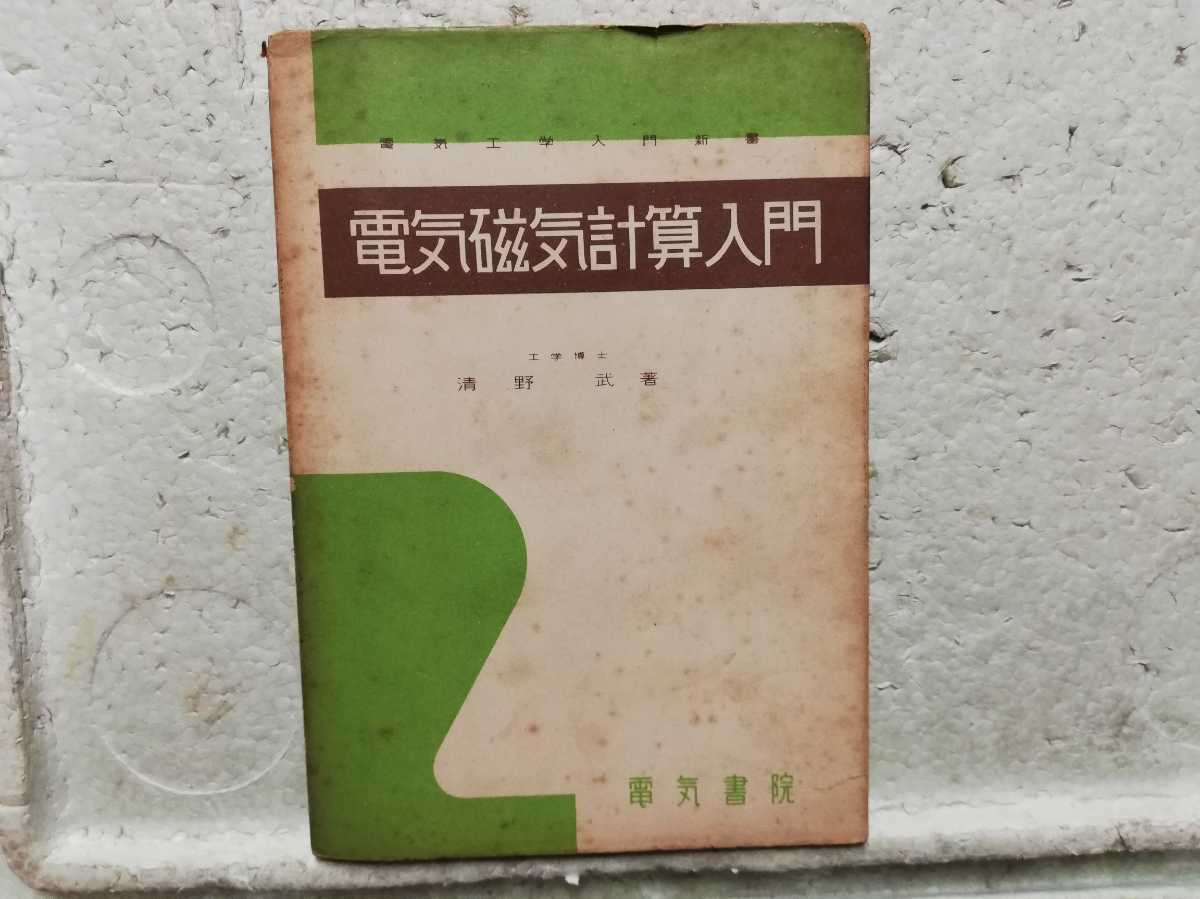 電気工学入門新書
電気磁気計算入門
工学博士
清野 武著
電気書院